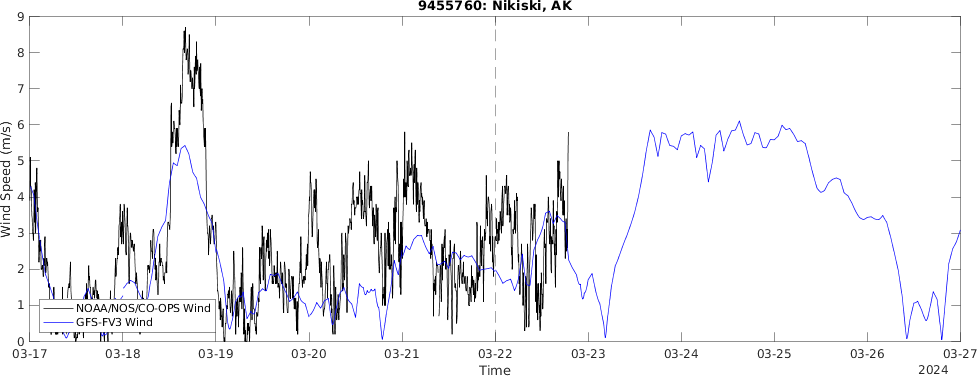 9455760: Nikiski, AK
Wind Speed (m/s)
9
8
7
6
5
4
3
2
1
0
NOAA/NOS/CO-OPS Wind
GFS-FV3 Wind
03-17 03-18 03-19 03-20 03-21 03-22 03-23 03-24 03-25 03-26 03-27
Time
2024